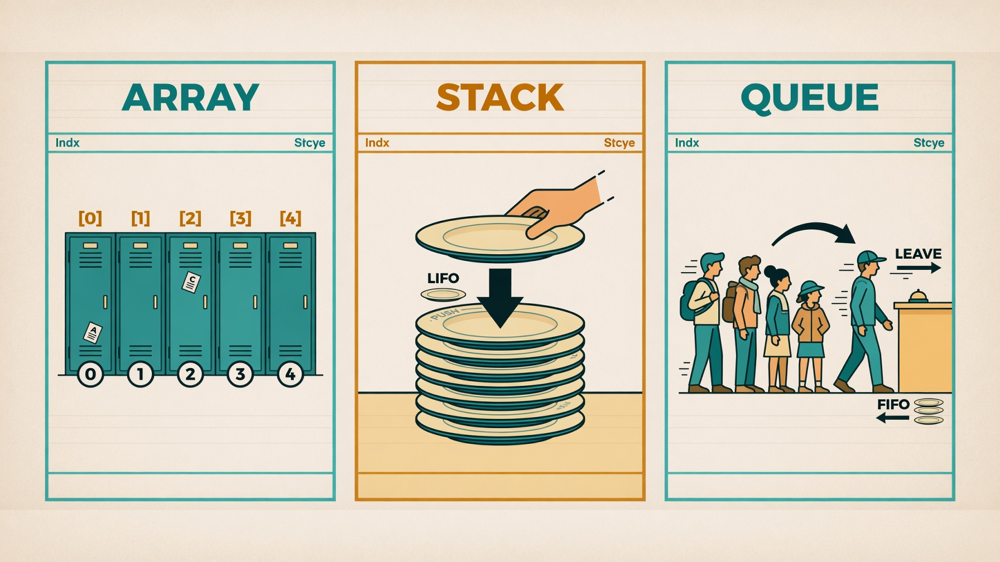 ARRAY
Indx Stcye
[0] [1] [2] [3] [4]
C
A
0 1 2 3 4
STACK
Indx Stcye
LIFO
PUSH
QUEUE
Indx Stcye
LEAVE
FIFO